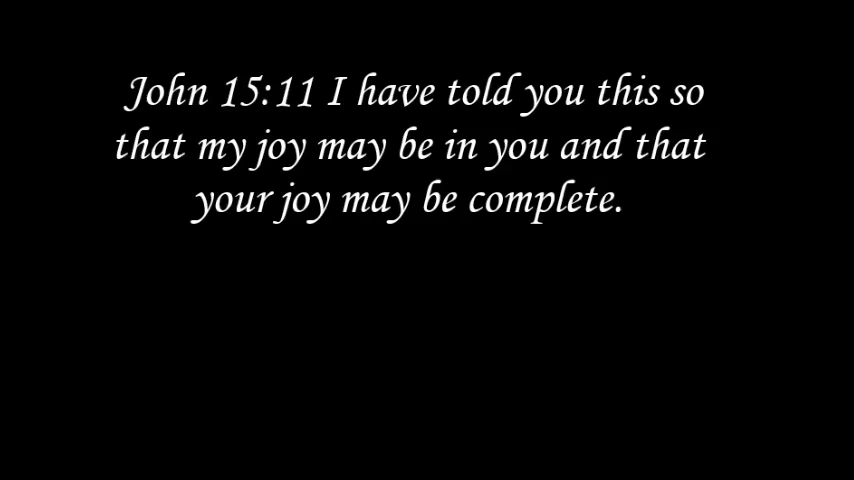 John 15:11 I have told you this so
that my joy may be in you and that
your joy may be complete.